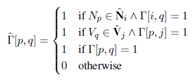 Γ̃[p, q] = { 1 if N_p ∈ Ñ_i ∧ Γ[i, q] = 1
1 if V_q ∈ Ṽ_j ∧ Γ[p, j] = 1
1 if Γ[p, q] = 1
0 otherwise